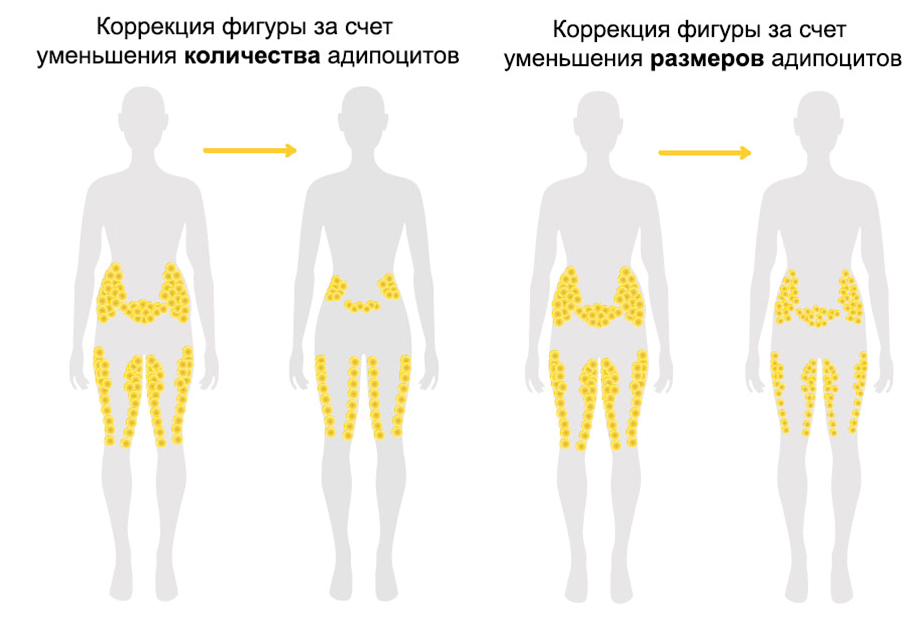 Коррекция фигуры за счет
уменьшения количества адипоцитов
Коррекция фигуры за счет
уменьшения размеров адипоцитов